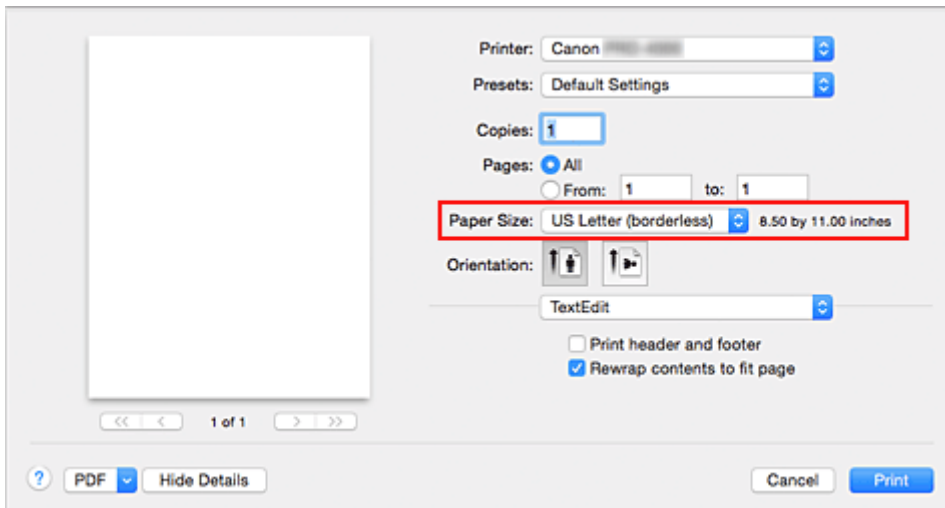 Printer: Canon
Presets: Default Settings
Copies: 1
Pages: All
From: 1 to: 1
Paper Size: US Letter (borderless) 8.50 by 11.00 inches
Orientation:
TextEdit
Print header and footer
Rewrap contents to fit page
<< < 1 of 1 > >>
? PDF Hide Details Cancel Print